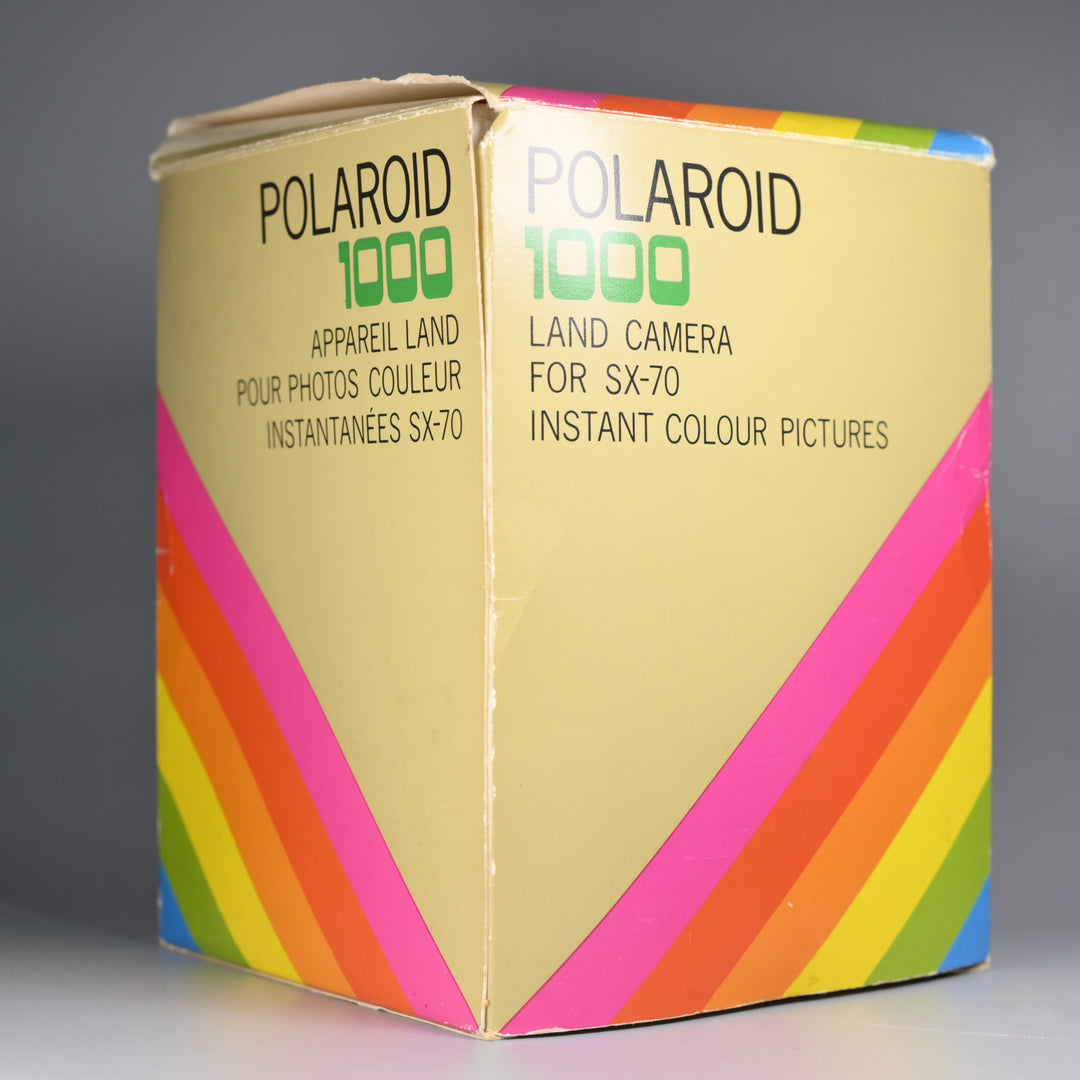 POLAROID
1000
APPAREIL LAND
POUR PHOTOS COULEUR
INSTANTANÉES SX-70
POLAROID
1000
LAND CAMERA
FOR SX-70
INSTANT COLOUR PICTURES